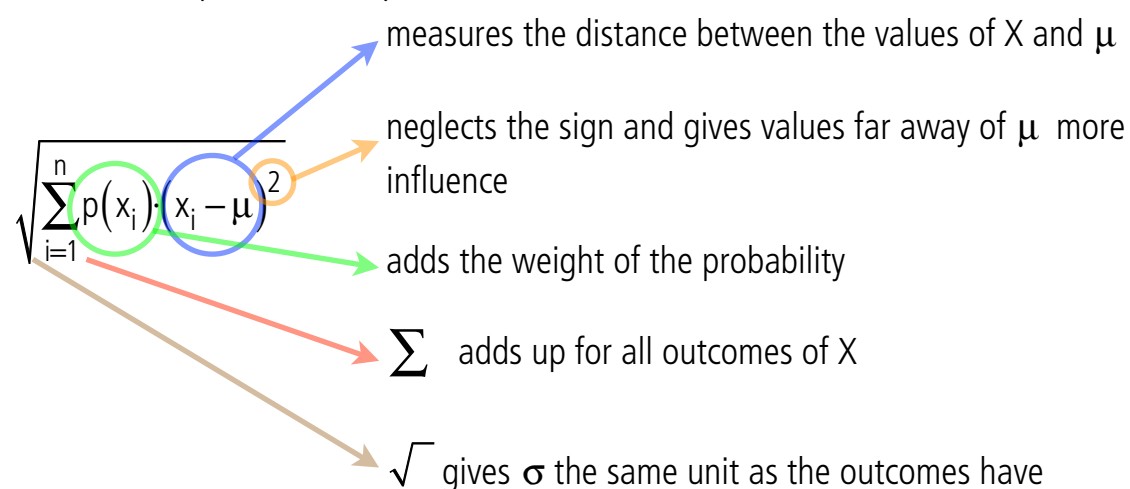 measures the distance between the values of X and μ
neglects the sign and gives values far away of μ more
influence
√ n ∑ i=1 p(xᵢ)·(xᵢ − μ)²
adds the weight of the probability
∑ adds up for all outcomes of X
√ gives σ the same unit as the outcomes have